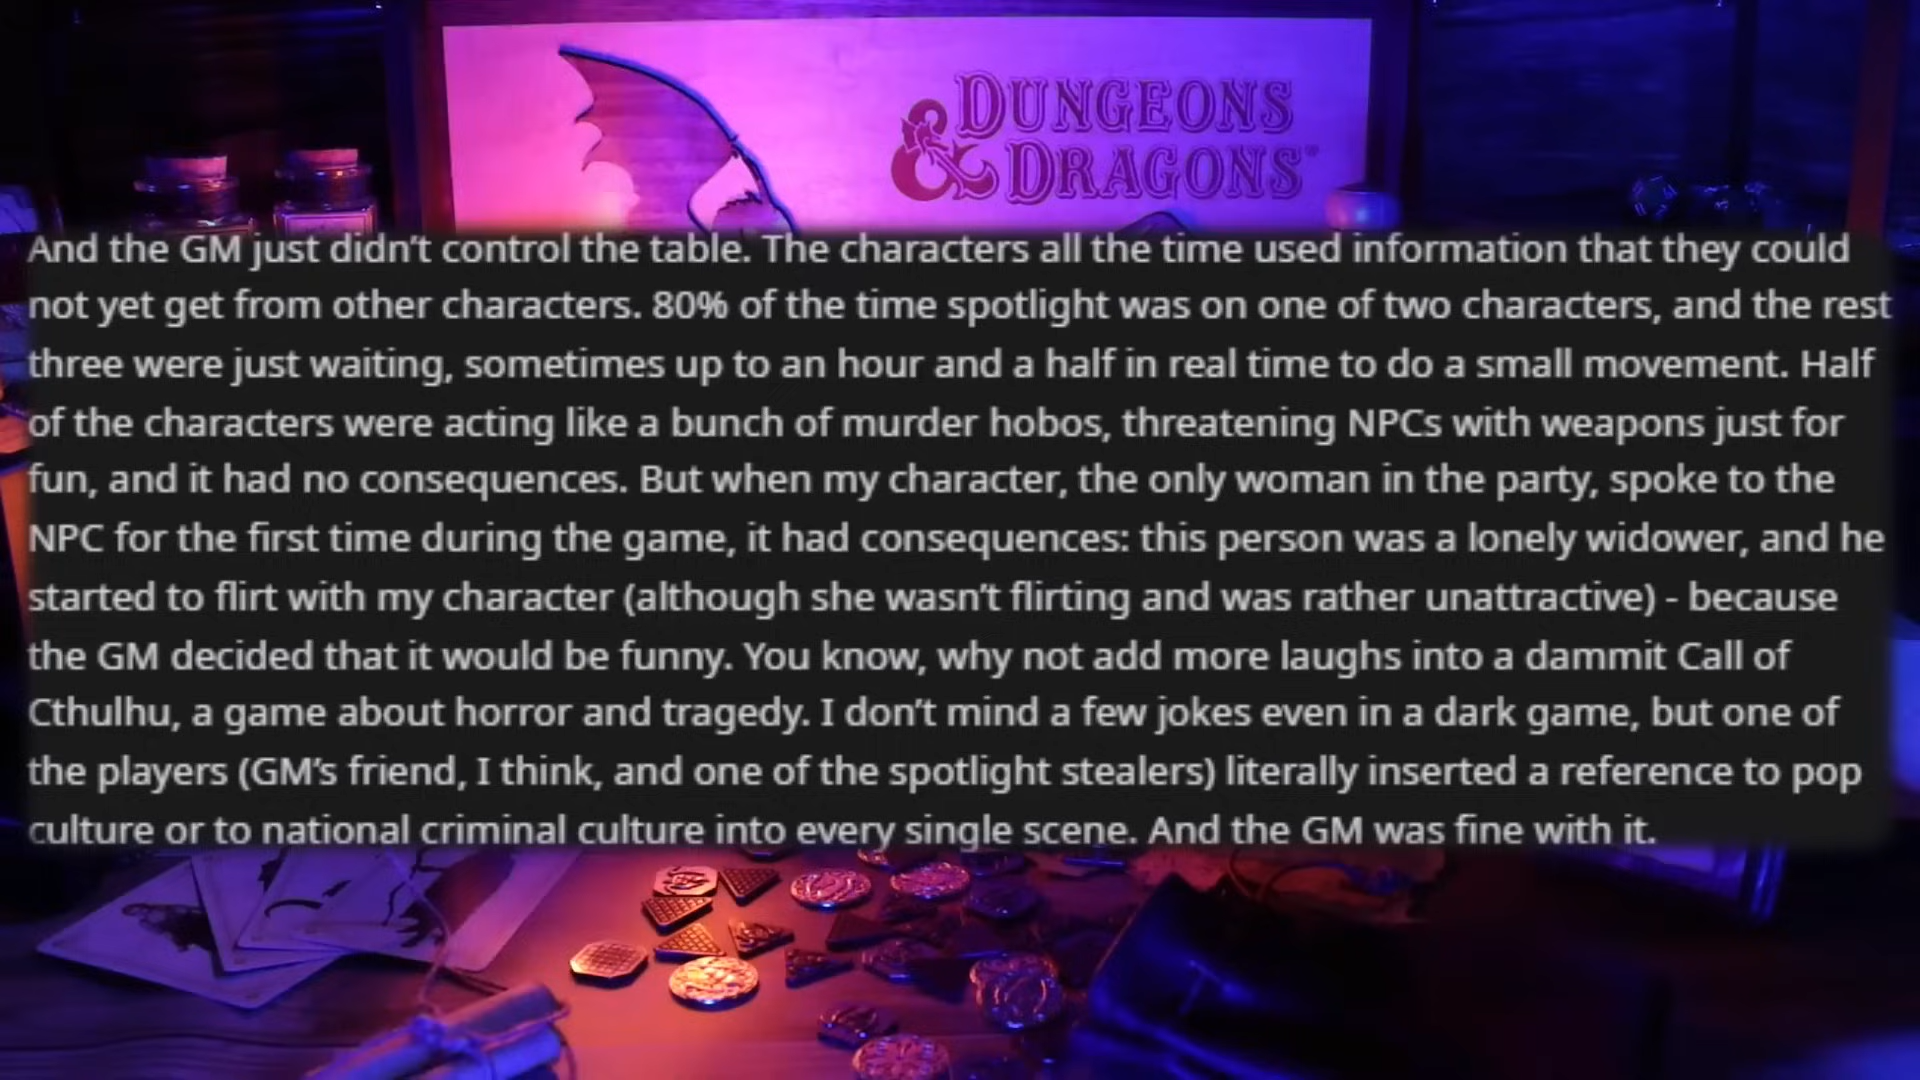 DUNGEONS
& DRAGONS
And the GM just didn't control the table. The characters all the time used information that they could
not yet get from other characters. 80% of the time spotlight was on one of two characters, and the rest
three were just waiting, sometimes up to an hour and a half in real time to do a small movement. Half
of the characters were acting like a bunch of murder hobos, threatening NPCs with weapons just for
fun, and it had no consequences. But when my character, the only woman in the party, spoke to the
NPC for the first time during the game, it had consequences: this person was a lonely widower, and he
started to flirt with my character (although she wasn't flirting and was rather unattractive) - because
the GM decided that it would be funny. You know, why not add more laughs into a dammit Call of
Cthulhu, a game about horror and tragedy. I don't mind a few jokes even in a dark game, but one of
the players (GM's friend, I think, and one of the spotlight stealers) literally inserted a reference to pop
culture or to national criminal culture into every single scene. And the GM was fine with it.